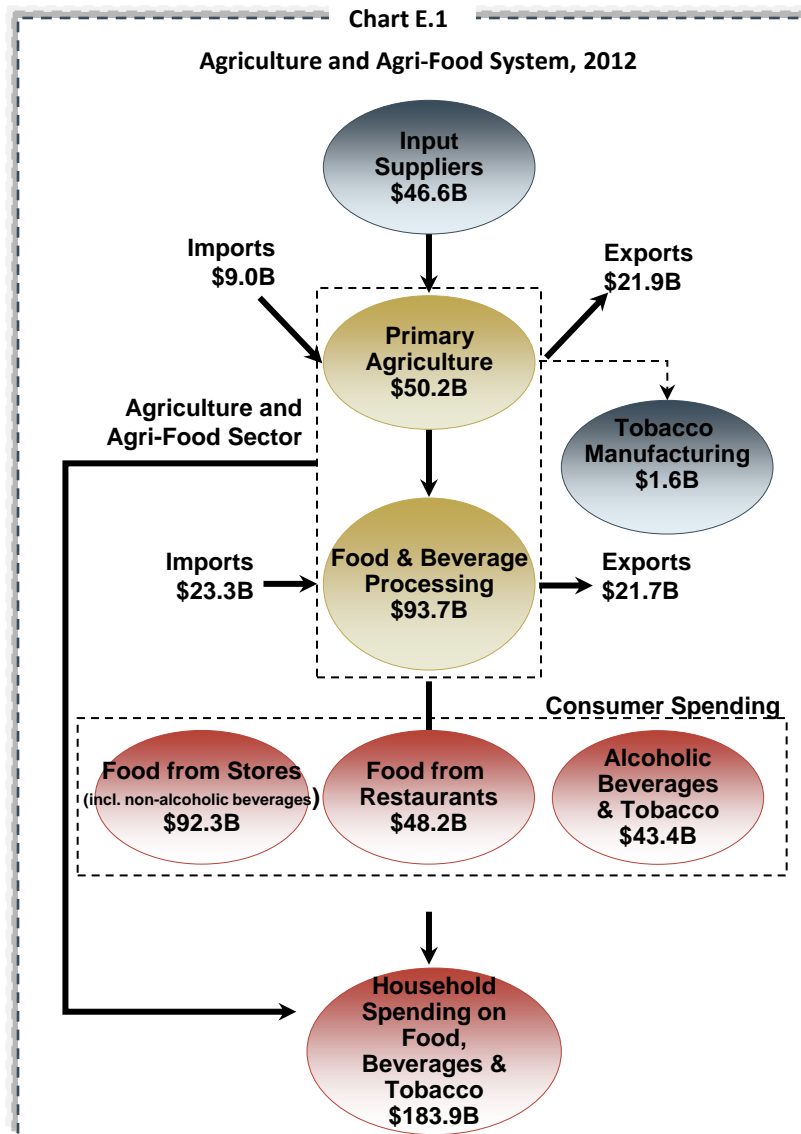 Chart E.1
Agriculture and Agri-Food System, 2012
Input
Suppliers
$46.6B
Imports
$9.0B
Exports
$21.9B
Primary
Agriculture
$50.2B
Agriculture and
Agri-Food Sector
Tobacco
Manufacturing
$1.6B
Imports
$23.3B
Food & Beverage
Processing
$93.7B
Exports
$21.7B
Consumer Spending
Food from Stores
(incl. non-alcoholic beverages)
$92.3B
Food from
Restaurants
$48.2B
Alcoholic
Beverages
& Tobacco
$43.4B
Household
Spending on
Food,
Beverages &
Tobacco
$183.9B